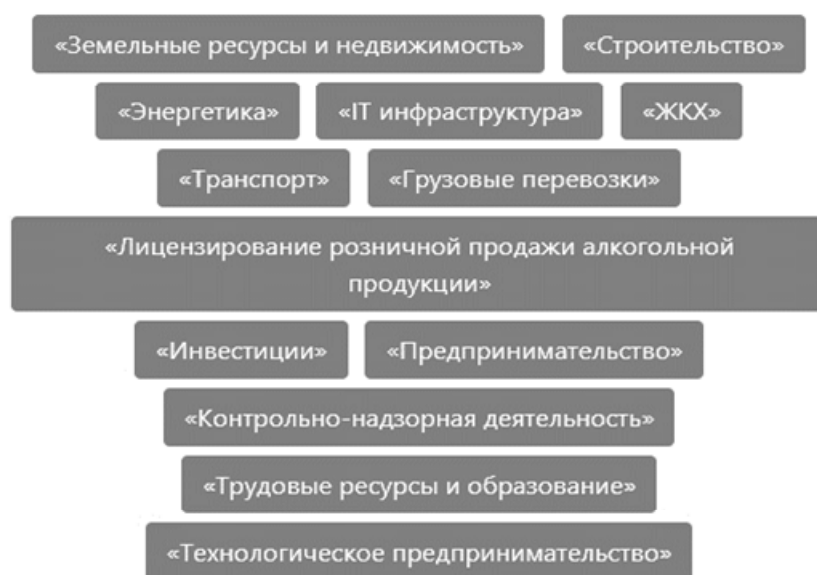 «Земельные ресурсы и недвижимость» «Строительство»
«Энергетика» «IT инфраструктура» «ЖКХ»
«Транспорт» «Грузовые перевозки»
«Лицензирование розничной продажи алкогольной
продукции»
«Инвестиции» «Предпринимательство»
«Контрольно-надзорная деятельность»
«Трудовые ресурсы и образование»
«Технологическое предпринимательство»